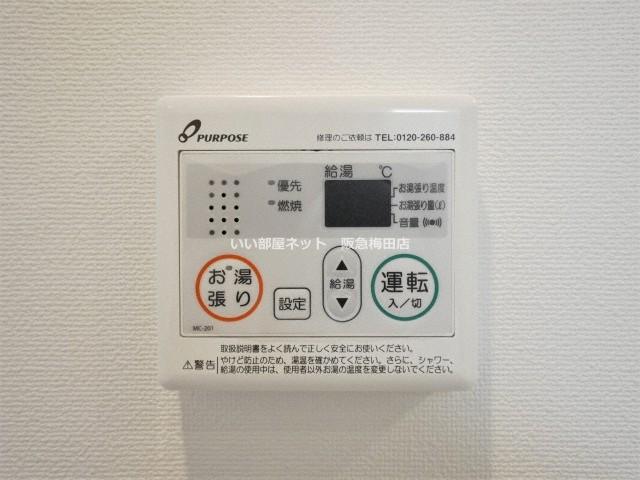 PURPOSE
修理のご依頼は TEL:0120-260-884
給湯 ℃
優先
燃焼
お湯張り温度
お湯張り量(ℓ)
音量
いい部屋ネット 阪急梅田店
お湯
張り
設定
▲
給湯
▼
運転
入/切
MC-201
取扱説明書をよく読んで正しく安全にお使いください。
⚠警告
やけど防止のため、湯温を確かめてください。さらに、シャワー、
給湯の使用中は、使用者以外お湯の温度を変更しないでください。